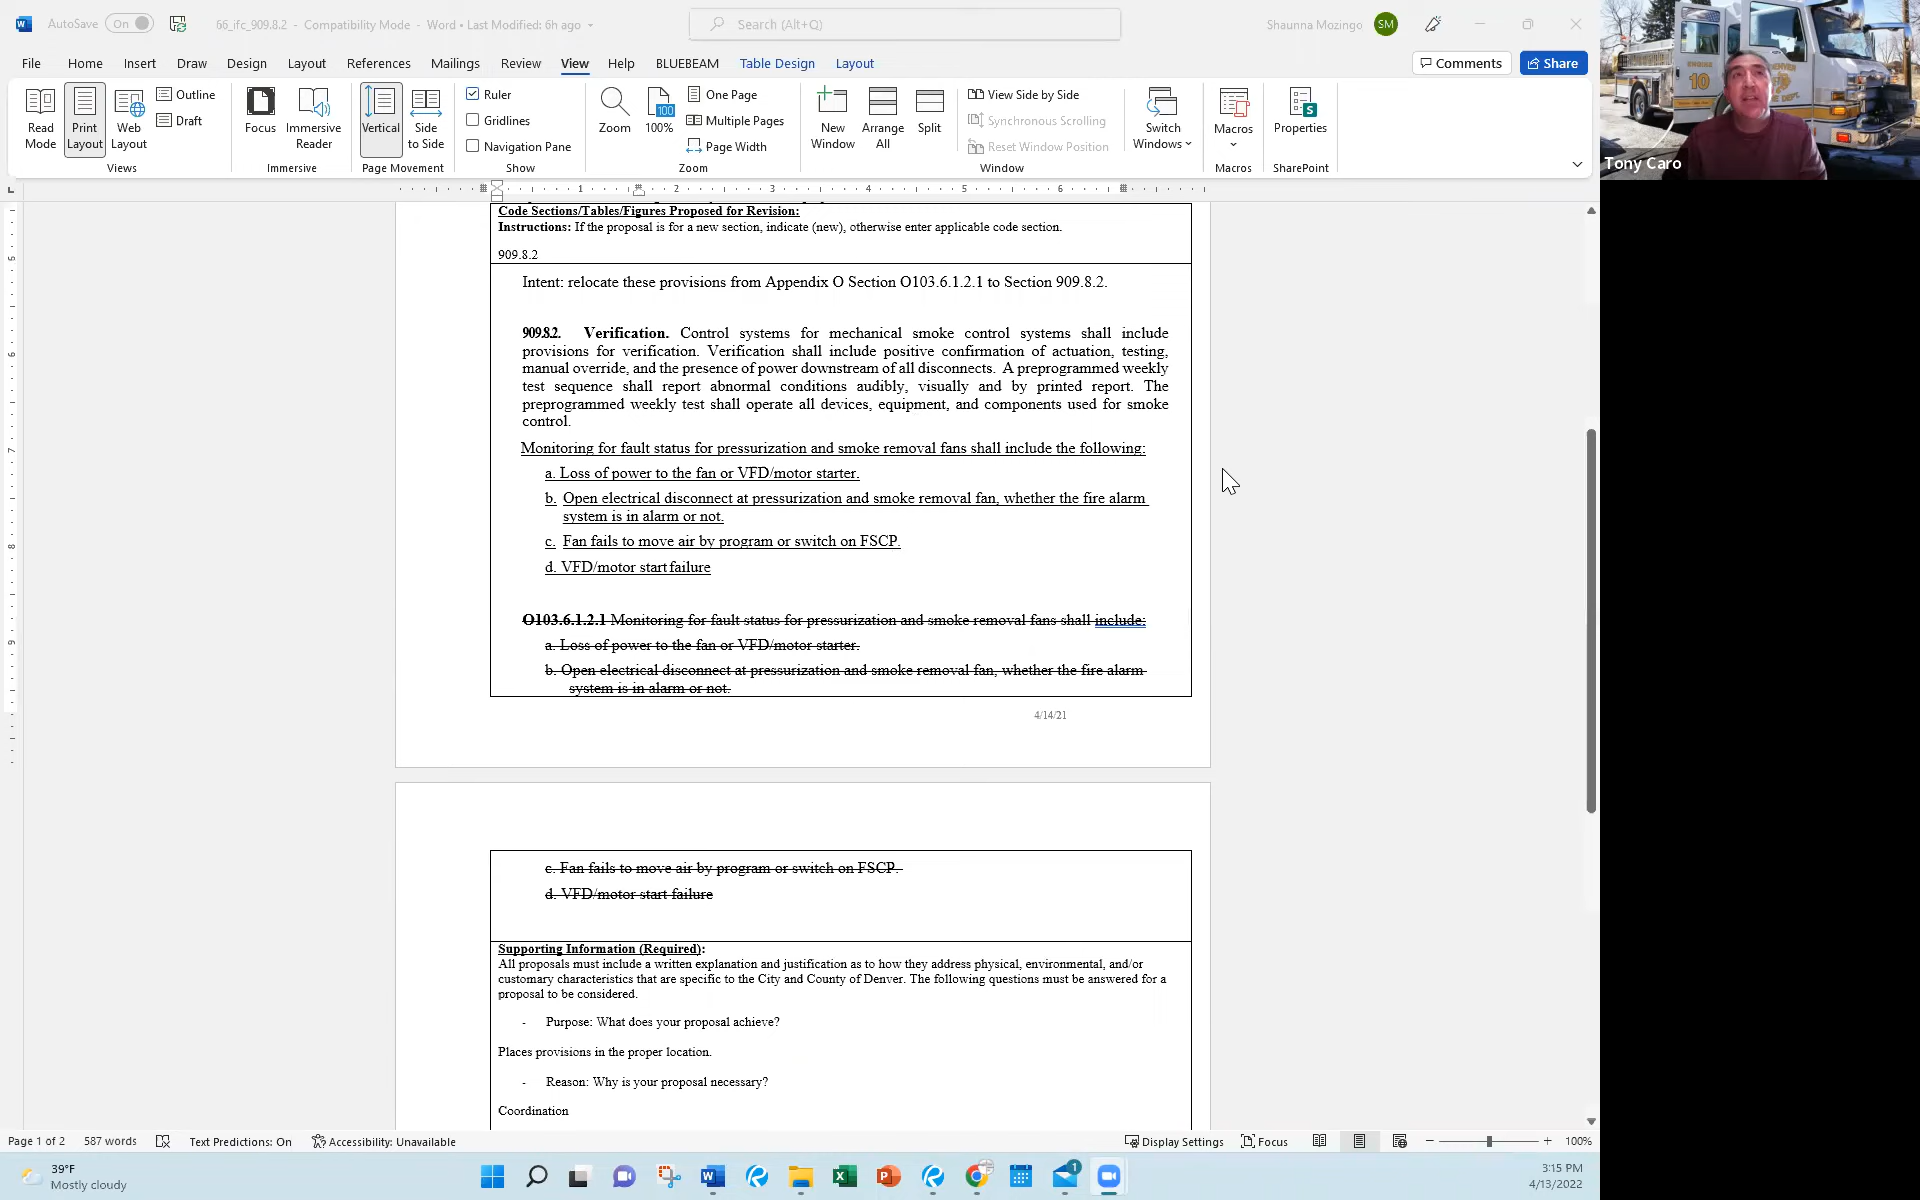 AutoSave On 66_ifc_909.8.2 - Compatibility Mode - Word • Last Modified: 6h ago Search (Alt+Q) Shaunna Mozingo SM
File Home Insert Draw Design Layout References Mailings Review View Help BLUEBEAM Table Design Layout Comments Share
Read Mode
Print Layout
Web Layout
Outline
Draft
Views
Focus
Immersive Reader
Immersive
Vertical
Side to Side
Page Movement
Ruler
Gridlines
Navigation Pane
Show
Zoom
100
100%
One Page
Multiple Pages
Page Width
Zoom
New Window
Arrange All
Split
View Side by Side
Synchronous Scrolling
Reset Window Position
Window
Switch Windows
Macros
Macros
Properties
SharePoint
10
Tony Caro
1 2 3 4 5 6
5
6
7
8
9
Code Sections/Tables/Figures Proposed for Revision:
Instructions: If the proposal is for a new section, indicate (new), otherwise enter applicable code section.
909.8.2
Intent: relocate these provisions from Appendix O Section O103.6.1.2.1 to Section 909.8.2.
909.8.2. Verification. Control systems for mechanical smoke control systems shall include
provisions for verification. Verification shall include positive confirmation of actuation, testing,
manual override, and the presence of power downstream of all disconnects. A preprogrammed weekly
test sequence shall report abnormal conditions audibly, visually and by printed report. The
preprogrammed weekly test shall operate all devices, equipment, and components used for smoke
control.
Monitoring for fault status for pressurization and smoke removal fans shall include the following:
a. Loss of power to the fan or VFD/motor starter.
b. Open electrical disconnect at pressurization and smoke removal fan, whether the fire alarm
system is in alarm or not.
c. Fan fails to move air by program or switch on FSCP.
d. VFD/motor start failure
O103.6.1.2.1 Monitoring for fault status for pressurization and smoke removal fans shall include:
a. Loss of power to the fan or VFD/motor starter.
b. Open electrical disconnect at pressurization and smoke removal fan, whether the fire alarm
system is in alarm or not.
4/14/21
c. Fan fails to move air by program or switch on FSCP.
d. VFD/motor start failure
Supporting Information (Required):
All proposals must include a written explanation and justification as to how they address physical, environmental, and/or
customary characteristics that are specific to the City and County of Denver. The following questions must be answered for a
proposal to be considered.
- Purpose: What does your proposal achieve?
Places provisions in the proper location.
- Reason: Why is your proposal necessary?
Coordination
Page 1 of 2 587 words Text Predictions: On Accessibility: Unavailable Display Settings Focus 100%
39°F
Mostly cloudy
1
3:15 PM
4/13/2022